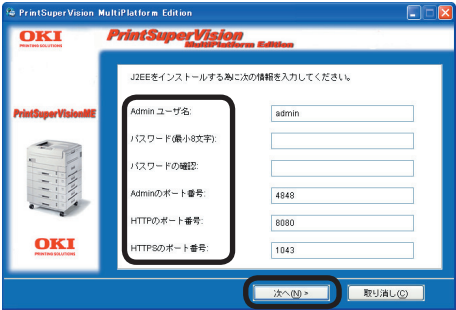 PrintSuperVision MultiPlatform Edition
OKI
PRINTING SOLUTIONS
PrintSuperVision
MultiPlatform Edition
J2EEをインストールする為に次の情報を入力してください。
Admin ユーザ名:
admin
パスワード(最小8文字):
パスワードの確認:
Adminのポート番号:
4848
HTTPのポート番号:
8080
HTTPSのポート番号:
1043
PrintSuperVisionME
OKI
PRINTING SOLUTIONS
次へ(N) >
取り消し(C)